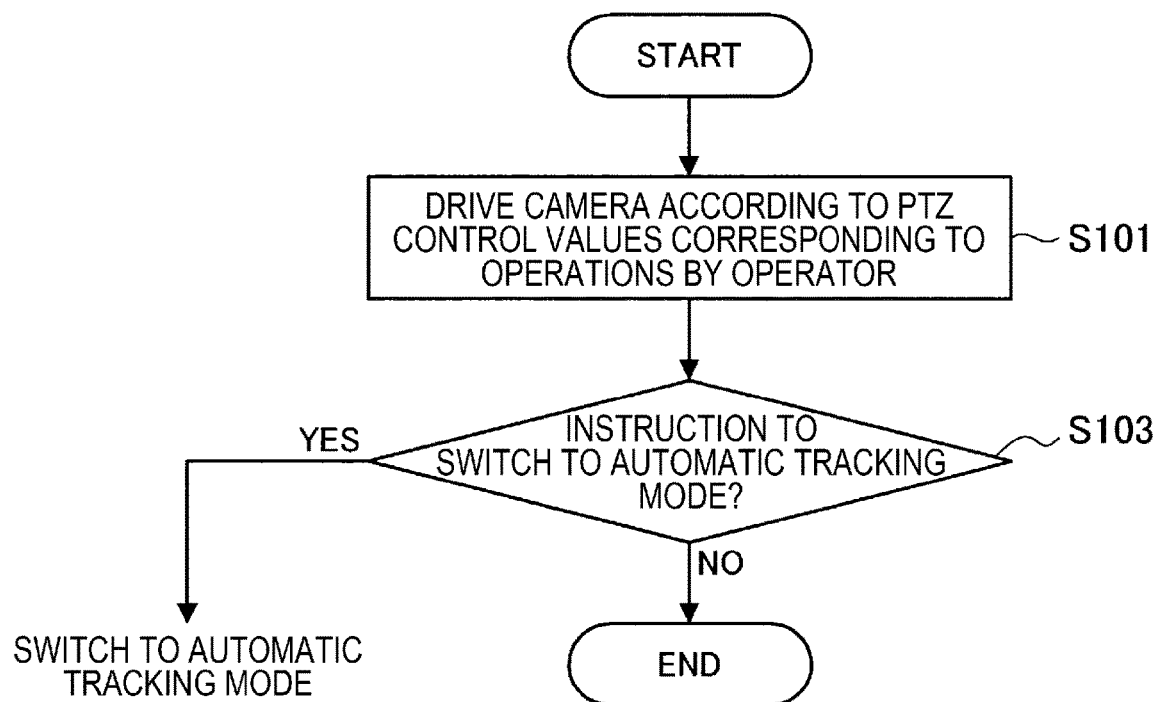 START
DRIVE CAMERA ACCORDING TO PTZ
CONTROL VALUES CORRESPONDING TO
OPERATIONS BY OPERATOR
S101
INSTRUCTION TO
SWITCH TO AUTOMATIC TRACKING
MODE?
S103
YES
NO
SWITCH TO AUTOMATIC
TRACKING MODE
END